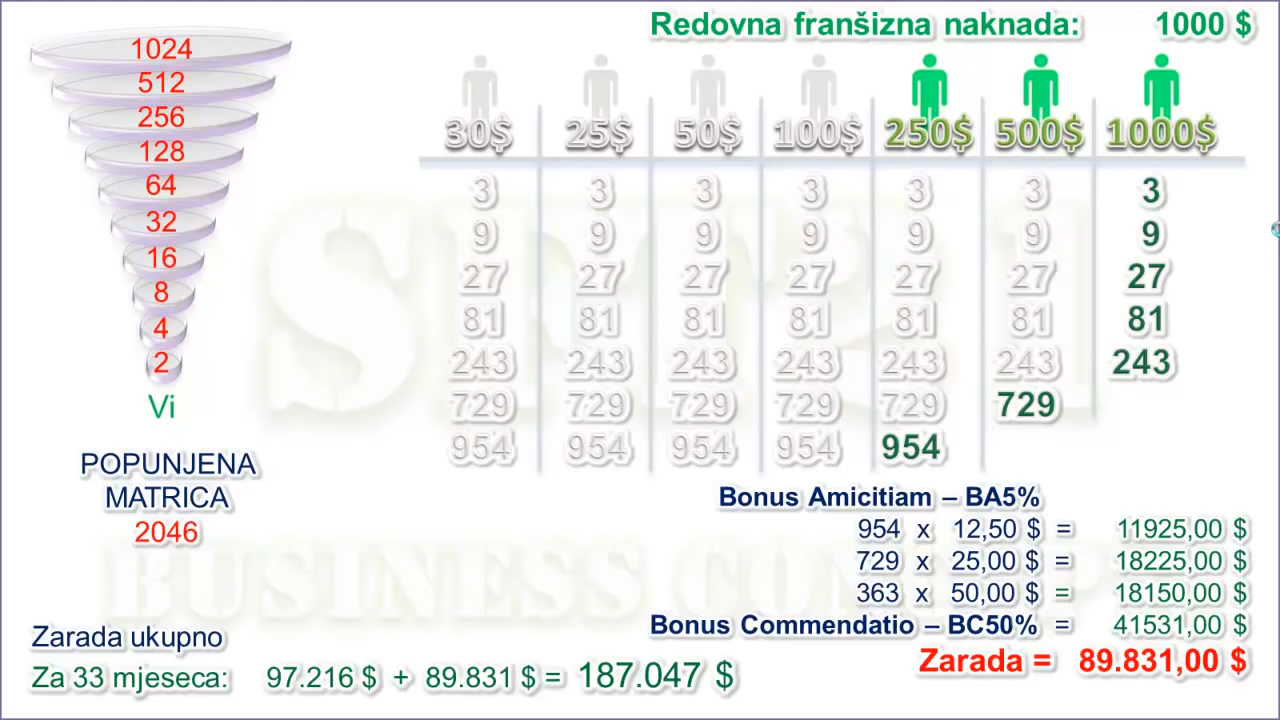 Redovna franšizna naknada: 1000 $
1024
512
256
128
64
32
16
8
4
2
Vi
POPUNJENA
MATRICA
2046
30$ 25$ 50$ 100$ 250$ 500$ 1000$
3 3 3 3 3 3 3
9 9 9 9 9 9 9
27 27 27 27 27 27 27
81 81 81 81 81 81 81
243 243 243 243 243 243 243
729 729 729 729 729 729
954 954 954 954 954
Bonus Amicitiam – BA5%
954 x 12,50 $ = 11925,00 $
729 x 25,00 $ = 18225,00 $
363 x 50,00 $ = 18150,00 $
Bonus Commendatio – BC50% = 41531,00 $
Zarada = 89.831,00 $
Zarada ukupno
Za 33 mjeseca: 97.216 $ + 89.831 $ = 187.047 $
BUSINESS